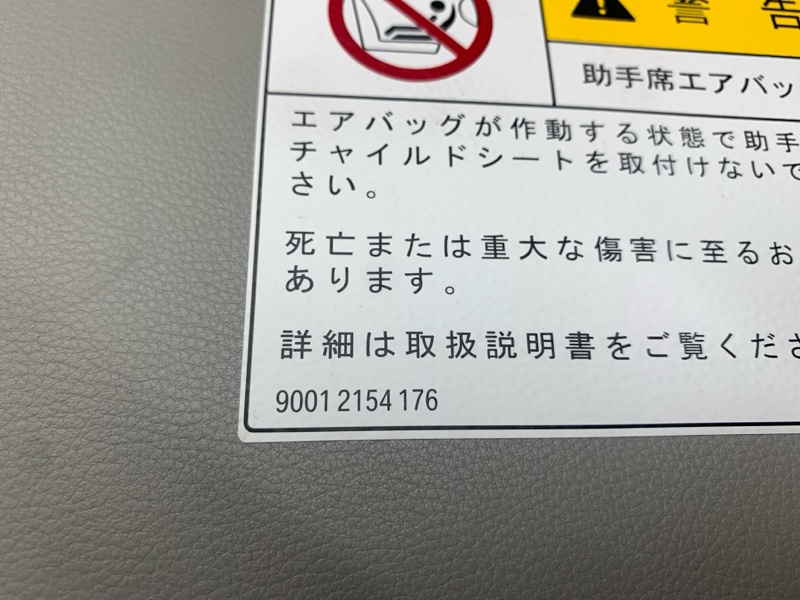 警告
助手席エアバッ
エアバッグが作動する状態で助手
チャイルドシートを取付けないで
さい。
死亡または重大な傷害に至るお
あります。
詳細は取扱説明書をご覧くださ
9001 2154 176